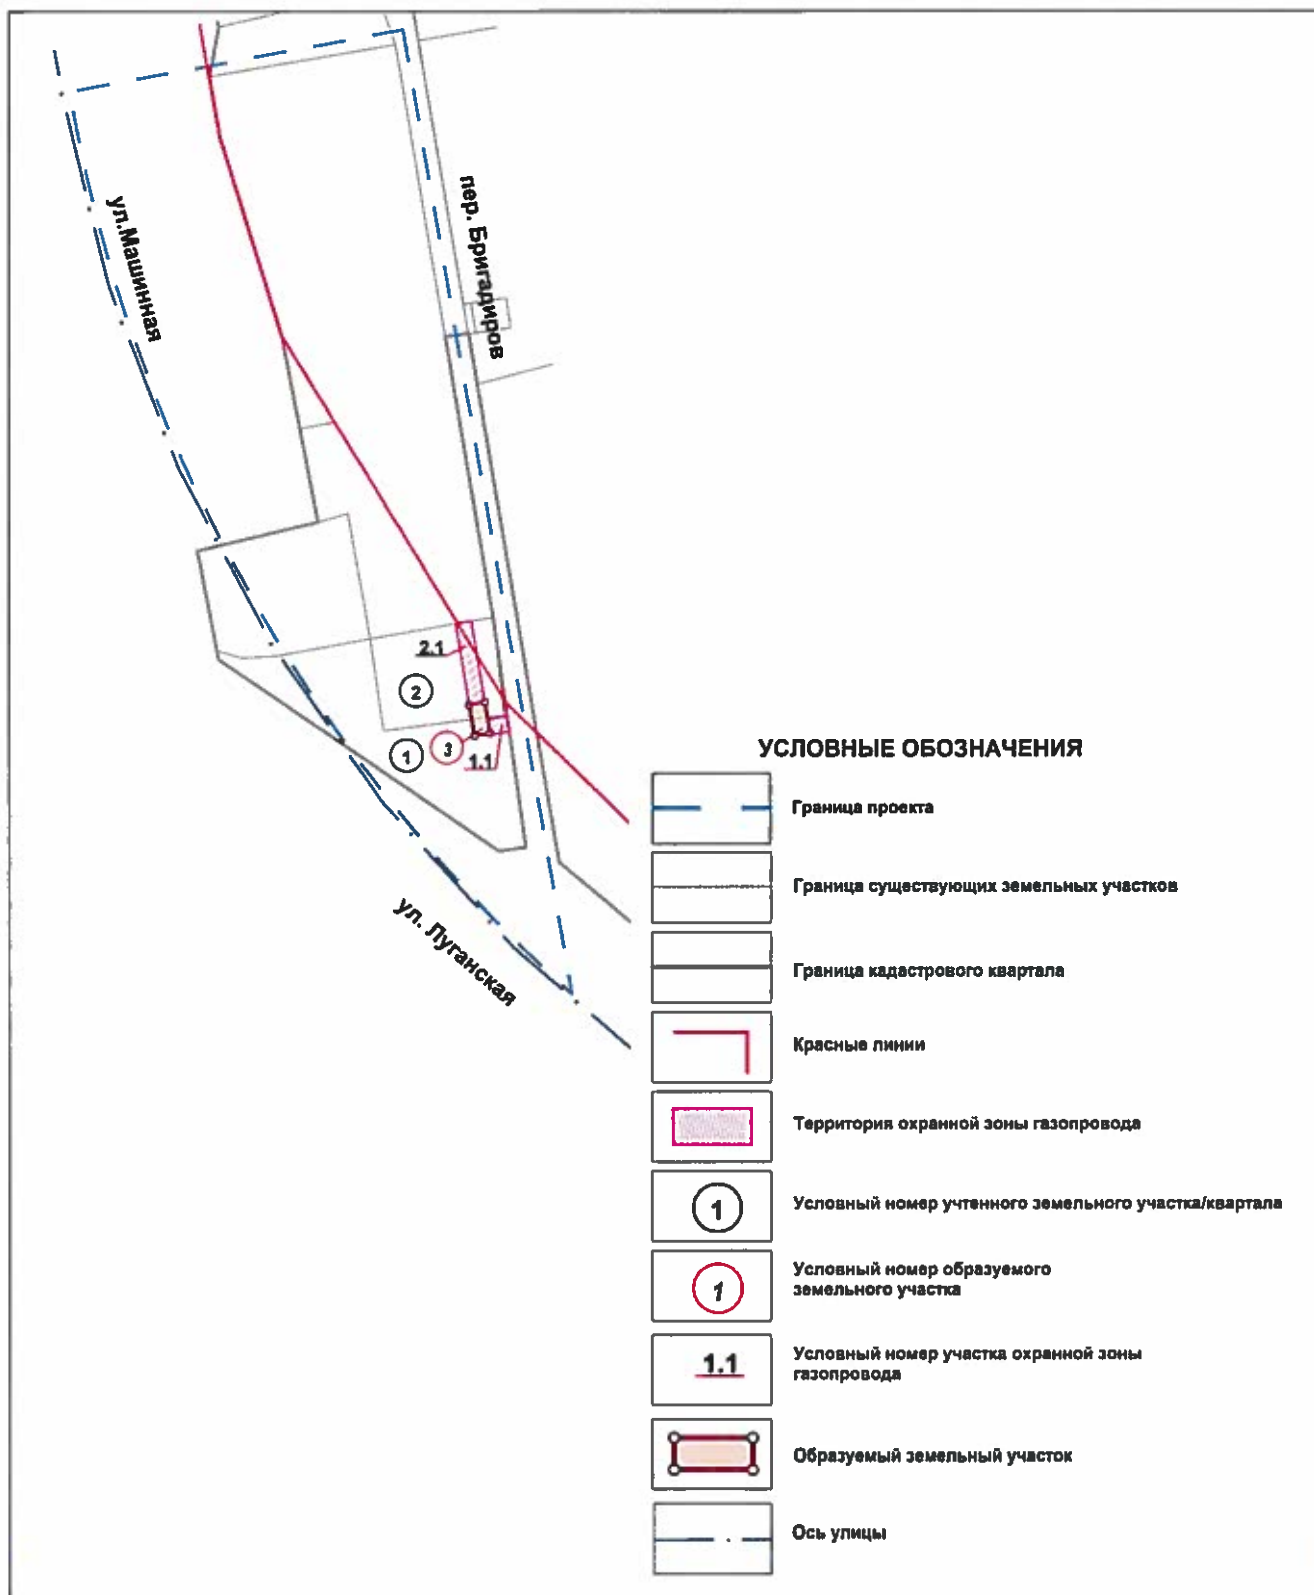 ул.Машинная
пер. Бригадиров
2.1
2
1
3
1.1
ул. Луганская
УСЛОВНЫЕ ОБОЗНАЧЕНИЯ
Граница проекта
Граница существующих земельных участков
Граница кадастрового квартала
Красные линии
Территория охранной зоны газопровода
1
Условный номер учтенного земельного участка/квартала
1
Условный номер образуемого
земельного участка
1.1
Условный номер участка охранной зоны
газопровода
Образуемый земельный участок
Ось улицы